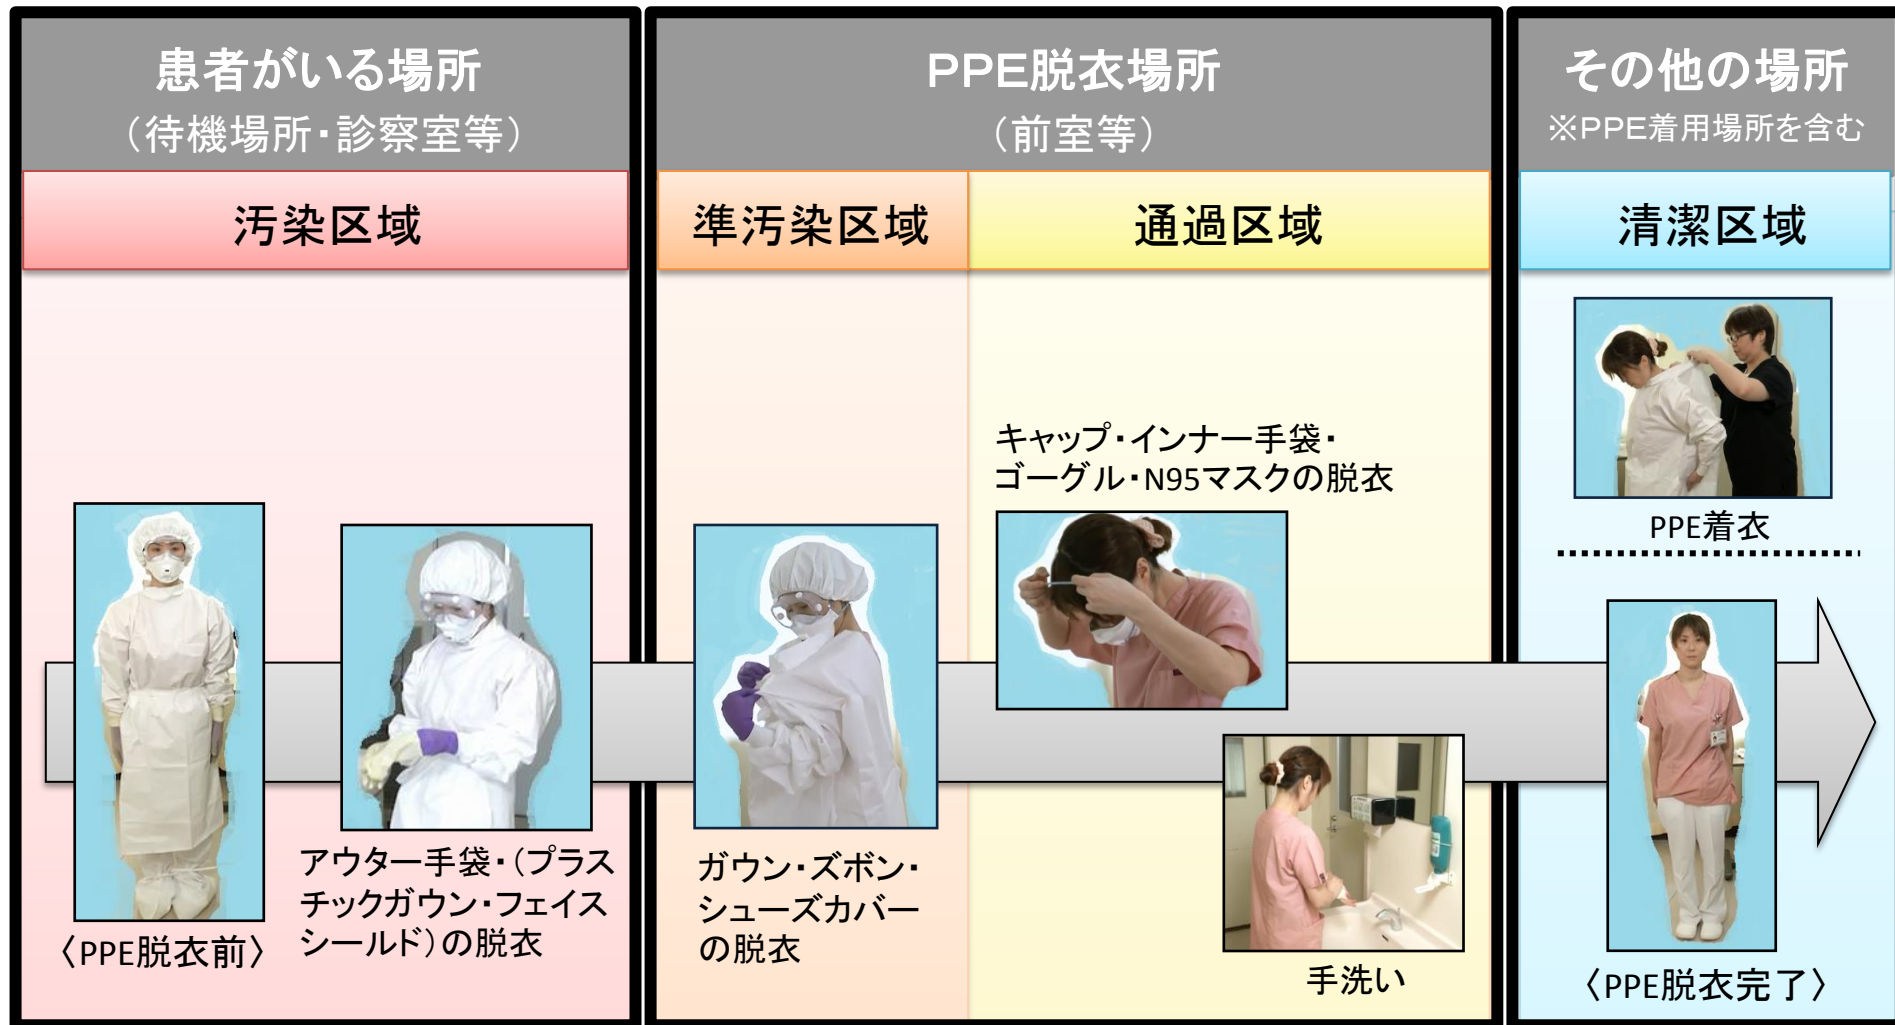 患者がいる場所
（待機場所・診察室等）
汚染区域
〈PPE脱衣前〉
アウター手袋・（プラス
チックガウン・フェイス
シールド）の脱衣
PPE脱衣場所
（前室等）
準汚染区域
ガウン・ズボン・
シューズカバー
の脱衣
通過区域
キャップ・インナー手袋・
ゴーグル・N95マスクの脱衣
手洗い
その他の場所
※PPE着用場所を含む
清潔区域
PPE着衣
〈PPE脱衣完了〉